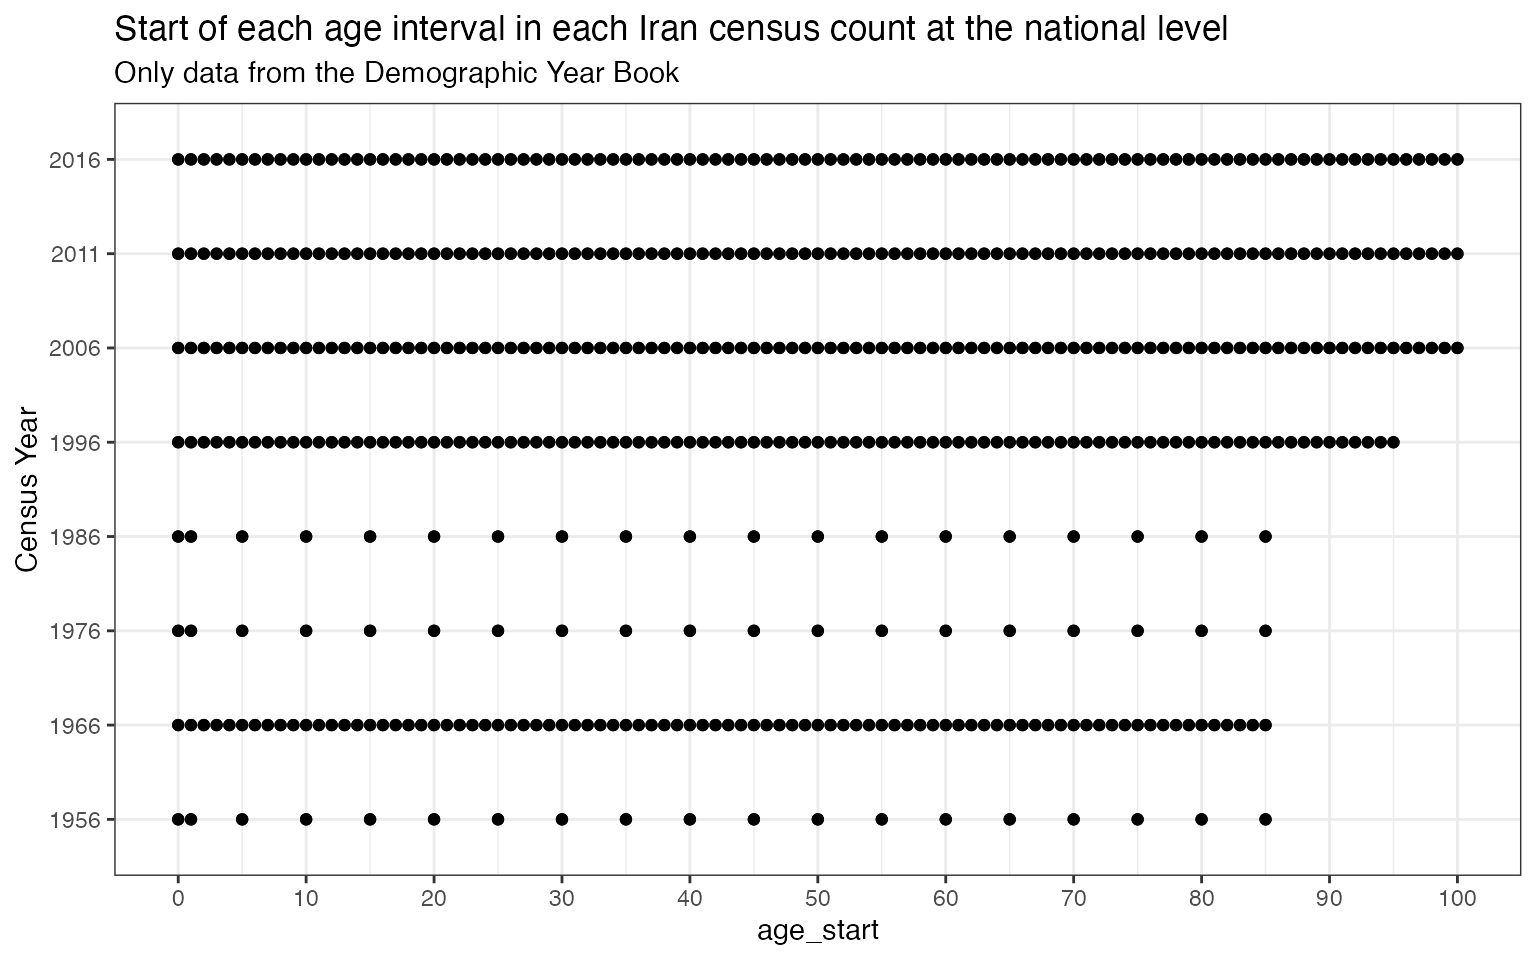 Start of each age interval in each Iran census count at the national level
Only data from the Demographic Year Book
Census Year
2016
2011
2006
1996
1986
1976
1966
1956
0 10 20 30 40 50 60 70 80 90 100
age_start